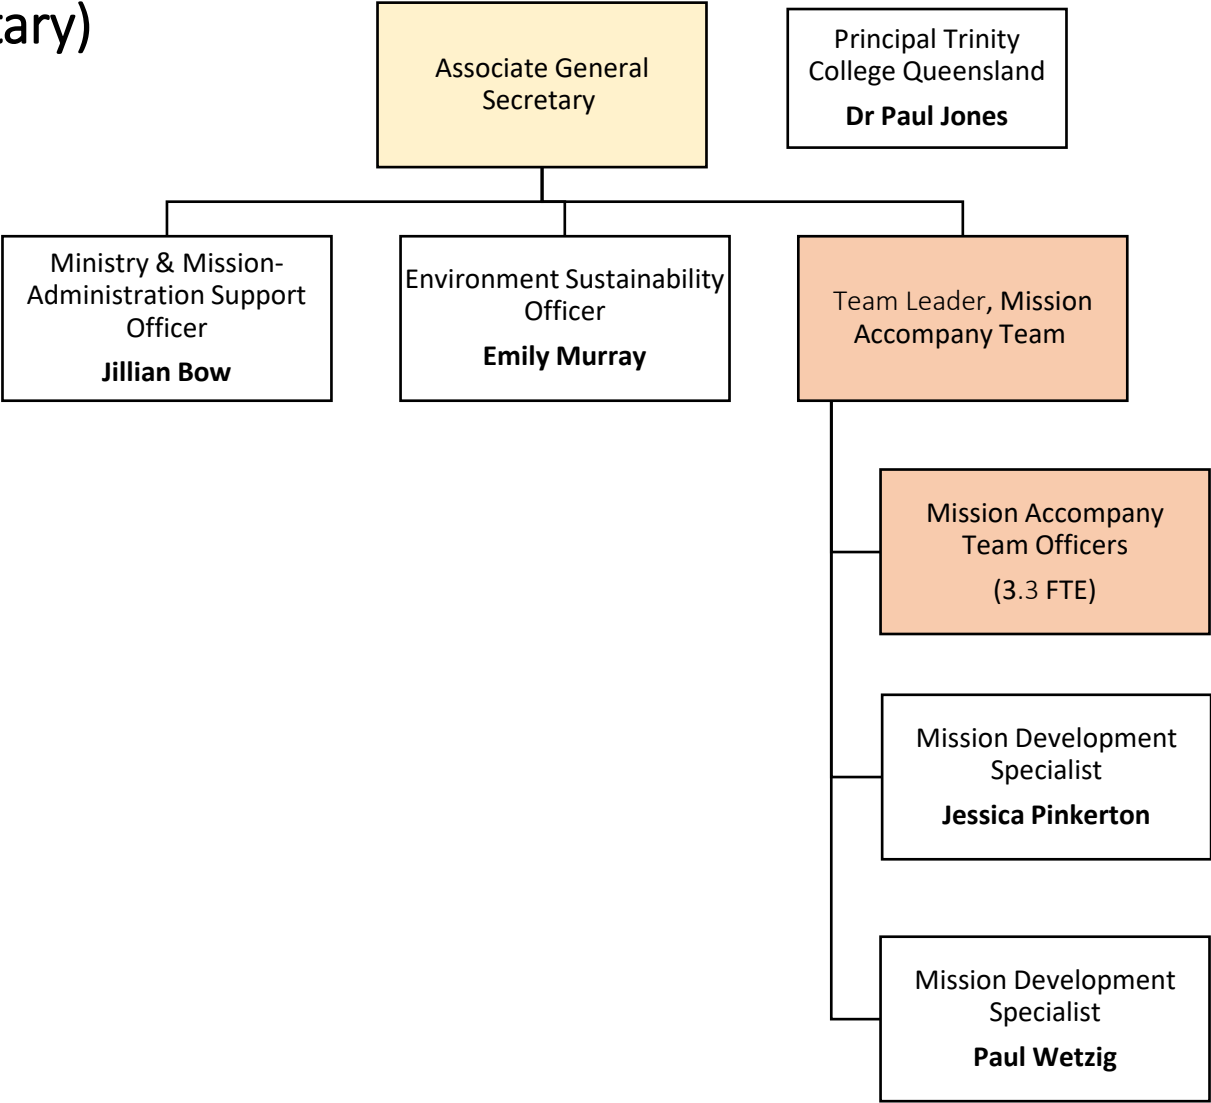 tary)
Associate General
Secretary
Principal Trinity
College Queensland
Dr Paul Jones
Ministry & Mission-
Administration Support
Officer
Jillian Bow
Environment Sustainability
Officer
Emily Murray
Team Leader, Mission
Accompany Team
Mission Accompany
Team Officers
(3.3 FTE)
Mission Development
Specialist
Jessica Pinkerton
Mission Development
Specialist
Paul Wetzig